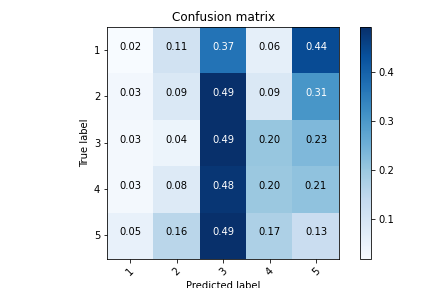 Confusion matrix
1 0.02 0.11 0.37 0.06 0.44
2 0.03 0.09 0.49 0.09 0.31
3 0.03 0.04 0.49 0.20 0.23
4 0.03 0.08 0.48 0.20 0.21
5 0.05 0.16 0.49 0.17 0.13
True label
1 2 3 4 5
Predicted label
0.4
0.3
0.2
0.1